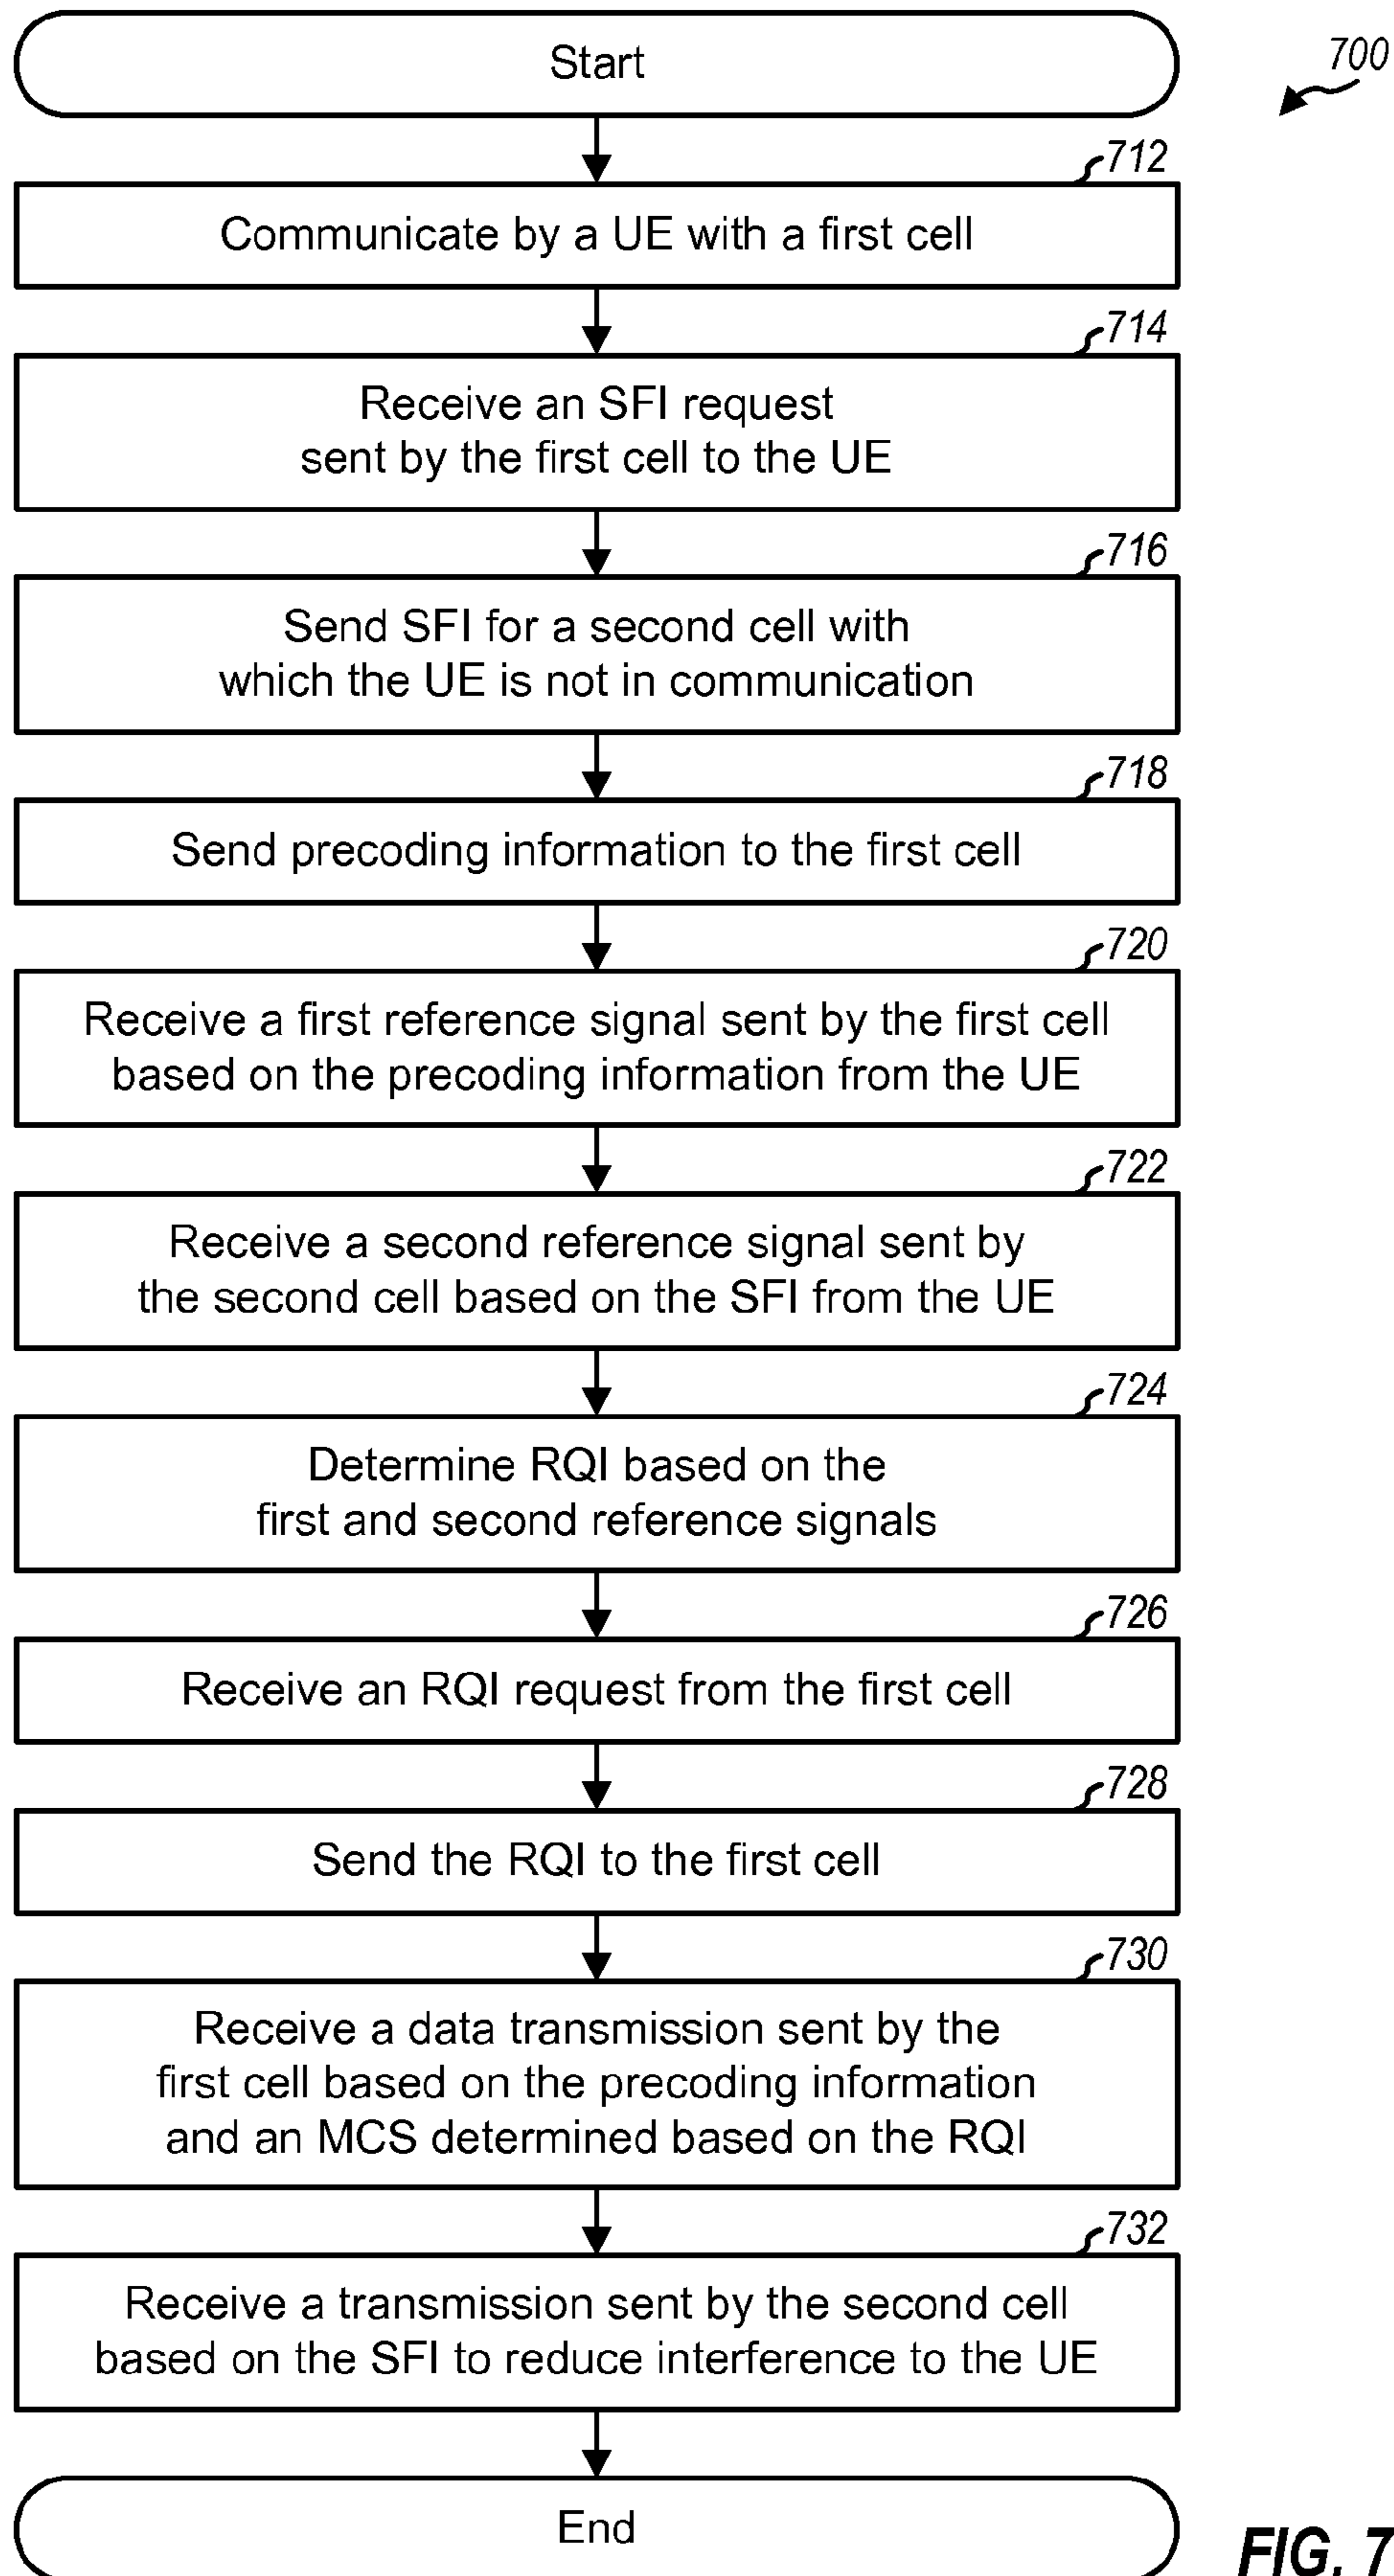 Start
700
712
Communicate by a UE with a first cell
714
Receive an SFI request
sent by the first cell to the UE
716
Send SFI for a second cell with
which the UE is not in communication
718
Send precoding information to the first cell
720
Receive a first reference signal sent by the first cell
based on the precoding information from the UE
722
Receive a second reference signal sent by
the second cell based on the SFI from the UE
724
Determine RQI based on the
first and second reference signals
726
Receive an RQI request from the first cell
728
Send the RQI to the first cell
730
Receive a data transmission sent by the
first cell based on the precoding information
and an MCS determined based on the RQI
732
Receive a transmission sent by the second cell
based on the SFI to reduce interference to the UE
End
FIG. 7